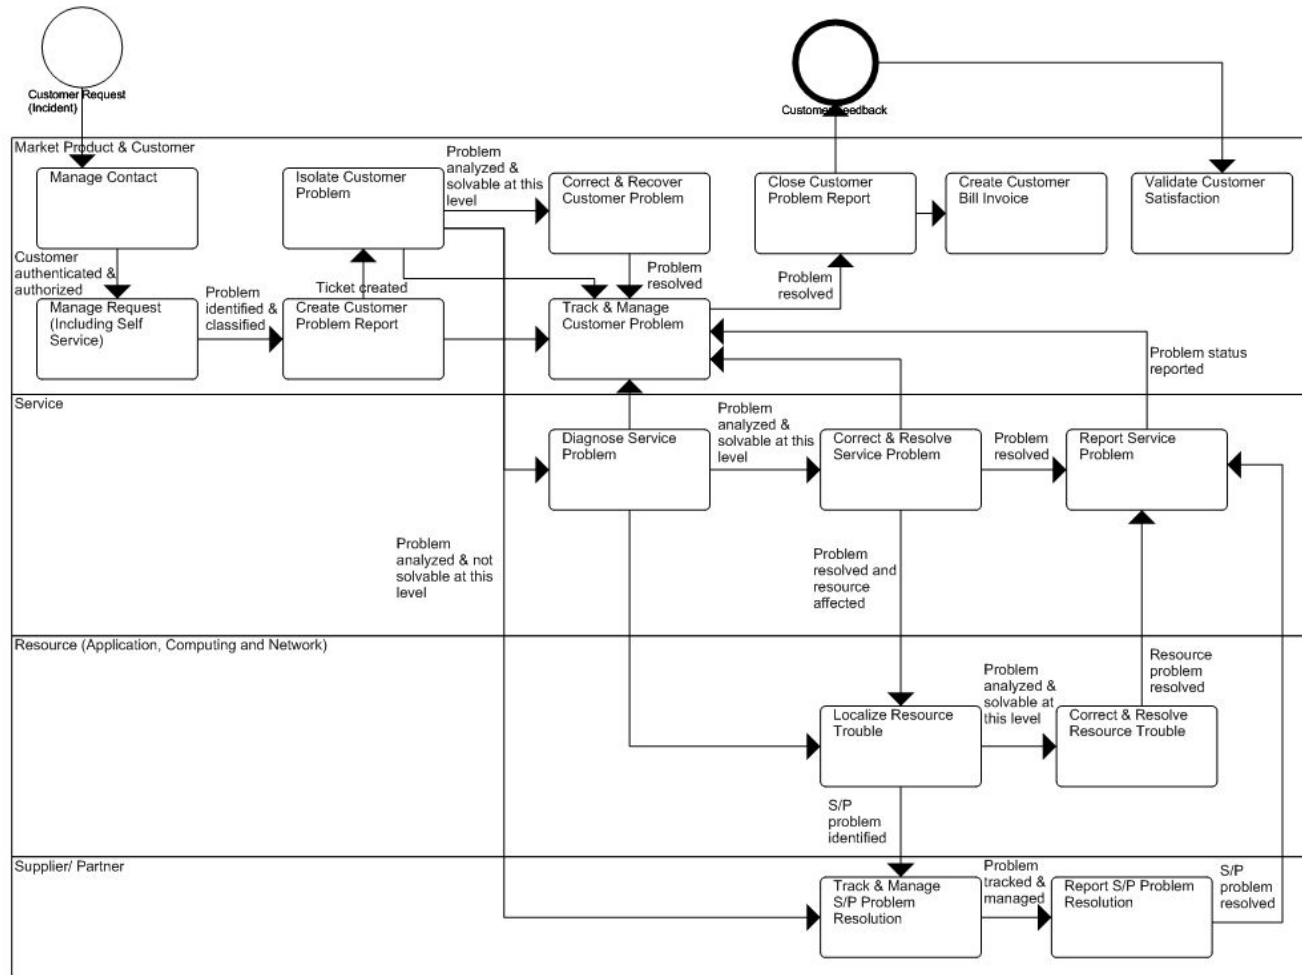 Customer Request
(Incident)
Customer Feedback
Market Product & Customer
Manage Contact
Isolate Customer
Problem
Problem
analyzed &
solvable at this
level
Correct & Recover
Customer Problem
Close Customer
Problem Report
Create Customer
Bill Invoice
Validate Customer
Satisfaction
Customer
authenticated &
authorized
Manage Request
(Including Self
Service)
Problem
identified &
classified
Ticket created
Create Customer
Problem Report
Problem
resolved
Track & Manage
Customer Problem
Problem
resolved
Problem status
reported
Service
Diagnose Service
Problem
Problem
analyzed &
solvable at this
level
Correct & Resolve
Service Problem
Problem
resolved
Report Service
Problem
Problem
analyzed & not
solvable at this
level
Problem
resolved and
resource
affected
Resource (Application, Computing and Network)
Localize Resource
Trouble
Problem
analyzed &
solvable at
this level
Correct & Resolve
Resource Trouble
Resource
problem
resolved
S/P
problem
identified
Supplier/ Partner
Track & Manage
S/P Problem
Resolution
Problem
tracked &
managed
Report S/P Problem
Resolution
S/P
problem
resolved